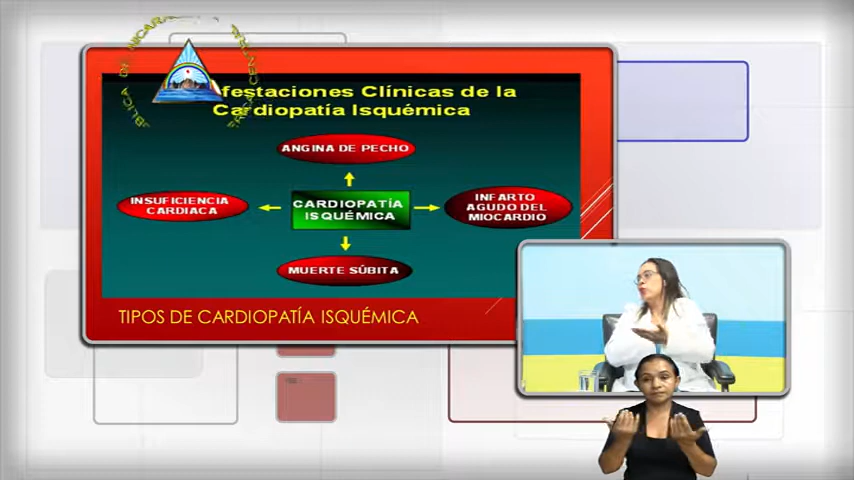 festaciones Clínicas de la
Cardiopatía Isquémica
ANGINA DE PECHO
INSUFICIENCIA
CARDIACA
CARDIOPATÍA
ISQUÉMICA
INFARTO
AGUDO DEL
MIOCARDIO
MUERTE SÚBITA
TIPOS DE CARDIOPATÍA ISQUÉMICA